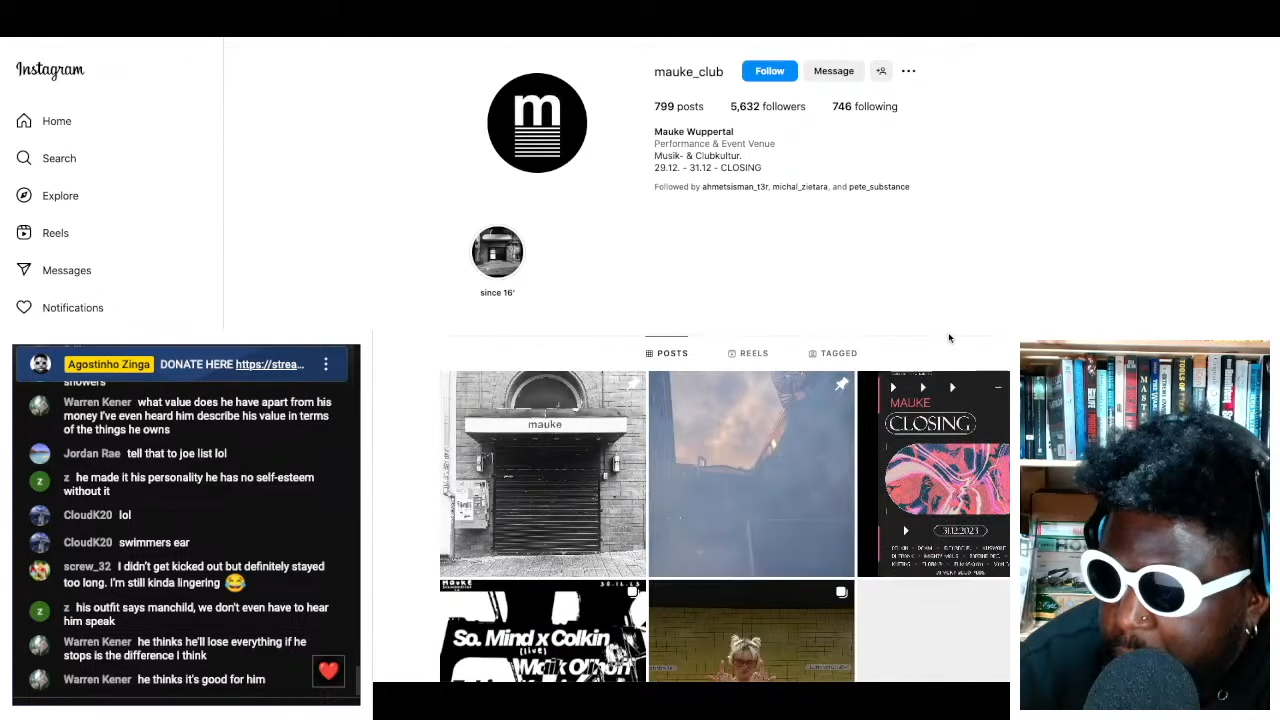 Instagram
Home
Search
Explore
Reels
Messages
Notifications
m
mauke_club
Follow
Message
799 posts
5,632 followers
746 following
Mauke Wuppertal
Performance & Event Venue
Musik- & Clubkultur.
29.12. - 31.12 - CLOSING
Followed by ahmetsisman_t3r, michal_zietara, and pete_substance
since 16'
POSTS
REELS
TAGGED
mauke
MAUKE
CLOSING
31.12.2023
MAUKE
30.11.23
So. Mind x Colkin
(live)
Agostinho Zinga DONATE HERE https://strea...
showers
Warren Kener what value does he have apart from his
money I've even heard him describe his value in terms
of the things he owns
Jordan Rae tell that to joe list lol
z he made it his personality he has no self-esteem
without it
CloudK20 lol
CloudK20 swimmers ear
screw_32 I didn't get kicked out but definitely stayed
too long. I'm still kinda lingering 😂
z his outfit says manchild, we don't even have to hear
him speak
Warren Kener he thinks he'll lose everything if he
stops is the difference I think
Warren Kener he thinks it's good for him